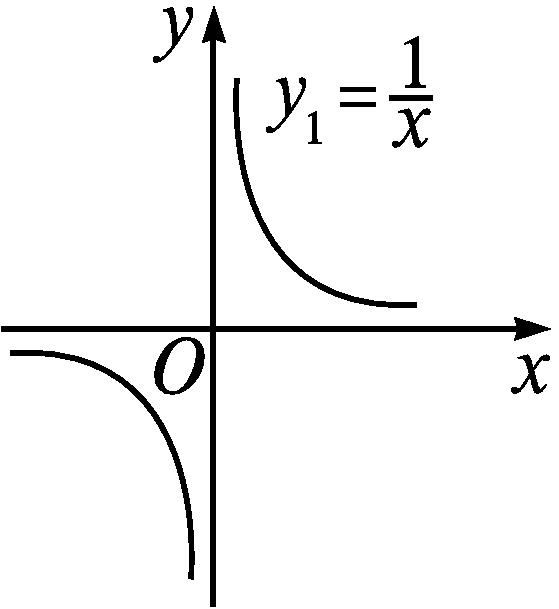 y
y₁ = 1/x
O
x